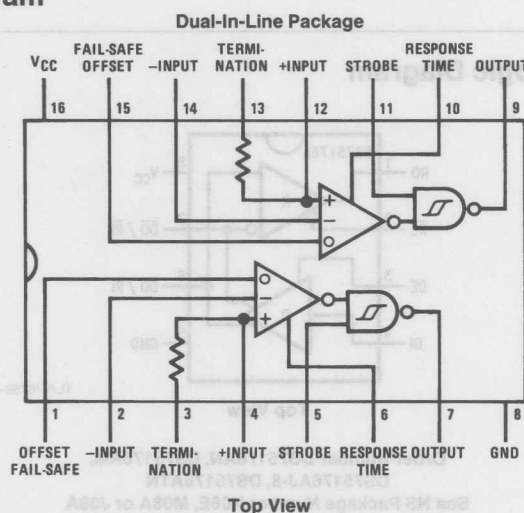 am
Dual-In-Line Package
VCC
FAIL-SAFE OFFSET
–INPUT
TERMI-NATION
+INPUT
STROBE
RESPONSE TIME
OUTPUT
16 15 14 13 12 11 10 9
+
–
–
+
1 2 3 4 5 6 7 8
OFFSET FAIL-SAFE
–INPUT
TERMI-NATION
+INPUT
STROBE
RESPONSE TIME
OUTPUT
GND
Top View